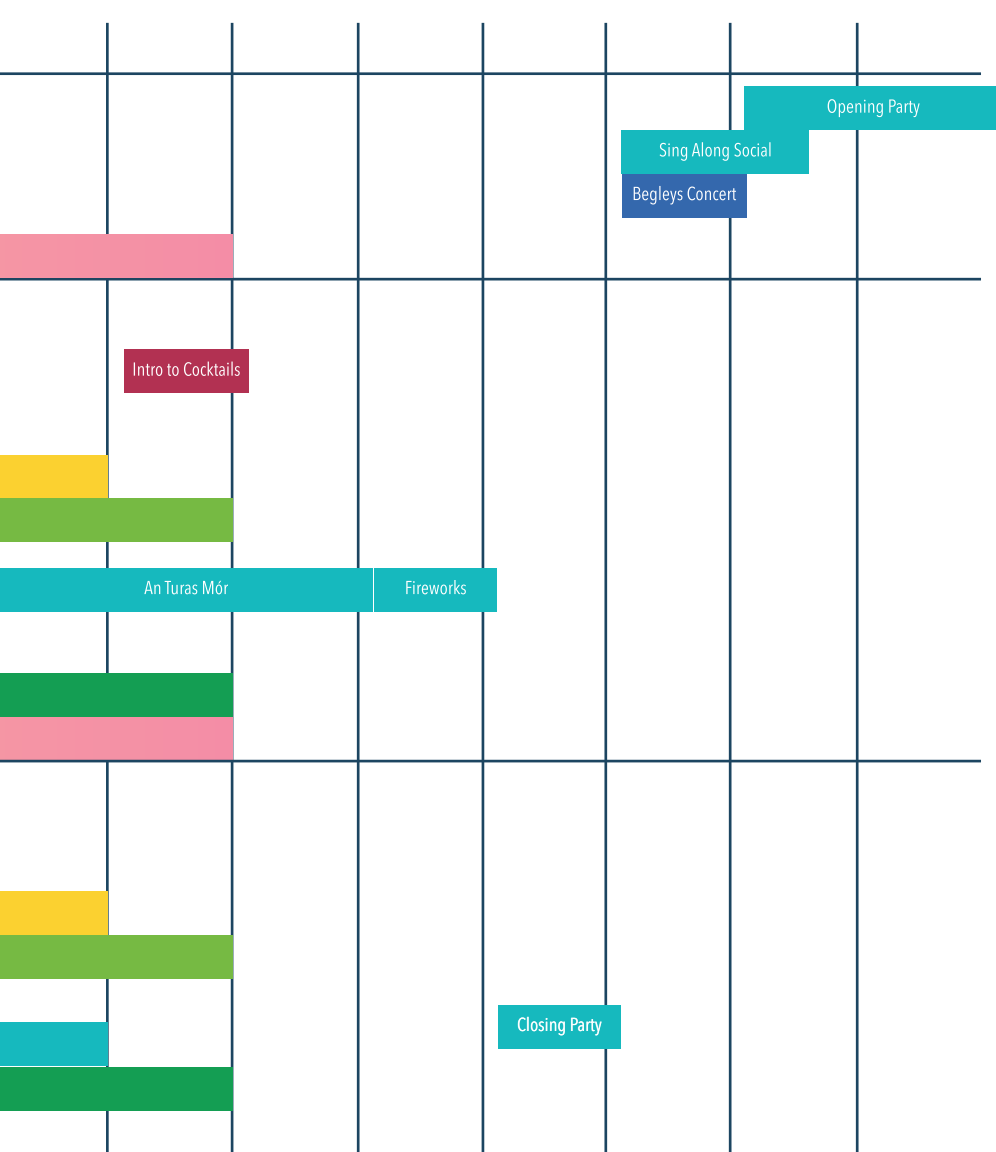 Opening Party
Sing Along Social
Begleys Concert
Intro to Cocktails
An Turas Mór
Fireworks
Closing Party